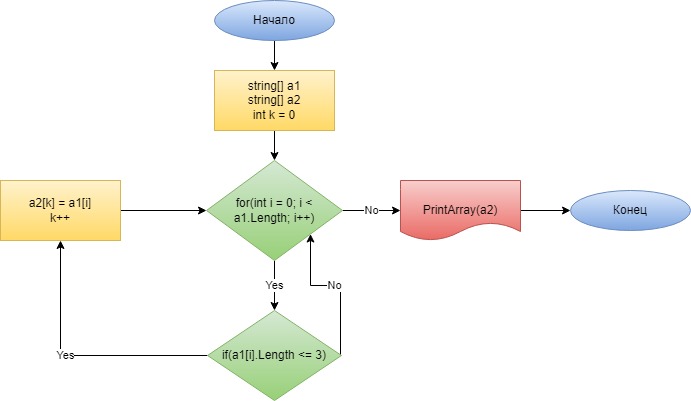 Начало
string[] a1
string[] a2
int k = 0
a2[k] = a1[i]
k++
for(int i = 0; i <
a1.Length; i++)
No
PrintArray(a2)
Конец
Yes
No
Yes
if(a1[i].Length <= 3)